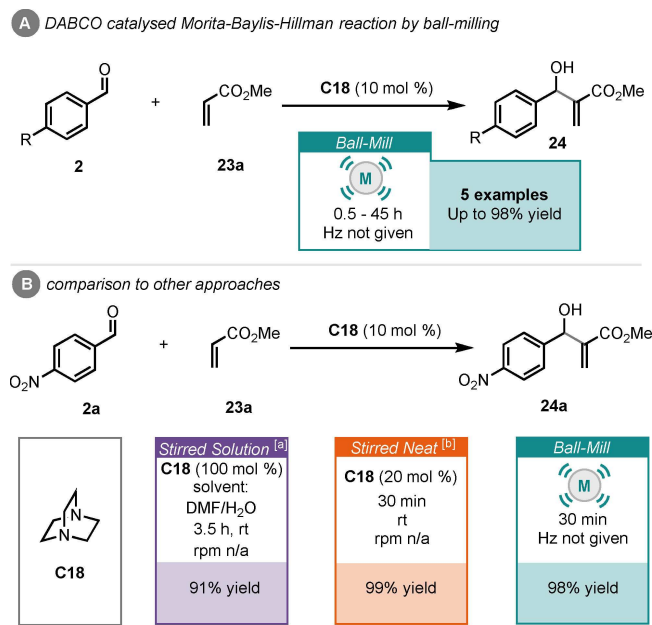 A DABCO catalysed Morita-Baylis-Hillman reaction by ball-milling
O
R
2
+
CO2Me
23a
C18 (10 mol %)
OH
CO2Me
R
24
Ball-Mill
M
0.5 - 45 h
Hz not given
5 examples
Up to 98% yield
B comparison to other approaches
O
O2N
2a
+
CO2Me
23a
C18 (10 mol %)
OH
CO2Me
O2N
24a
N
N
C18
Stirred Solution [a]
C18 (100 mol %)
solvent:
DMF/H2O
3.5 h, rt
rpm n/a
91% yield
Stirred Neat [b]
C18 (20 mol %)
30 min
rt
rpm n/a
99% yield
Ball-Mill
M
30 min
Hz not given
98% yield